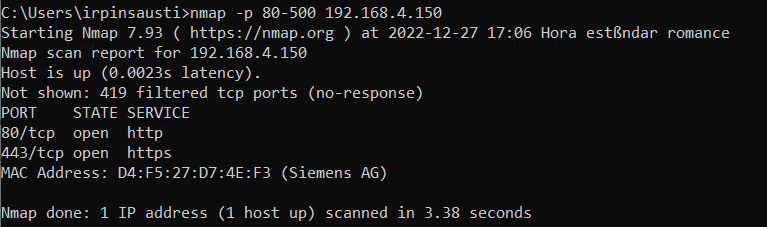 C:\Users\irpinsausti>nmap -p 80-500 192.168.4.150
Starting Nmap 7.93 ( https://nmap.org ) at 2022-12-27 17:06 Hora estßndar romance
Nmap scan report for 192.168.4.150
Host is up (0.0023s latency).
Not shown: 419 filtered tcp ports (no-response)
PORT    STATE SERVICE
80/tcp  open  http
443/tcp open  https
MAC Address: D4:F5:27:D7:4E:F3 (Siemens AG)
Nmap done: 1 IP address (1 host up) scanned in 3.38 seconds